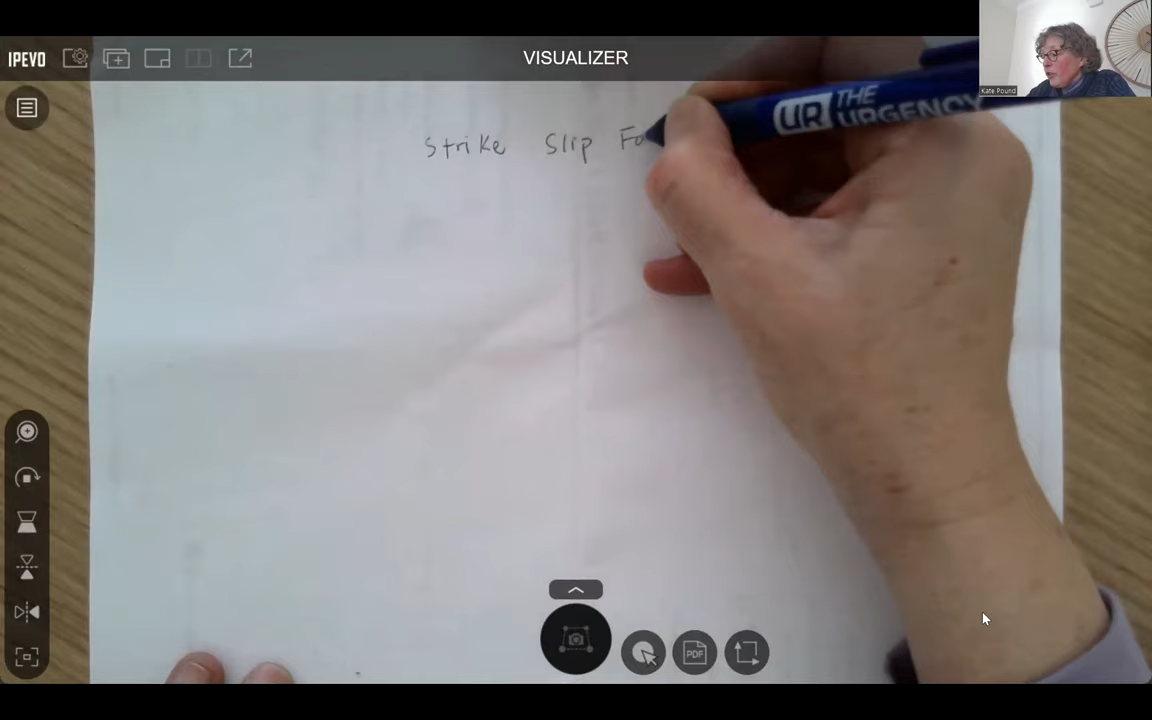 IPEVO
VISUALIZER
Kate Pound
UR THE
URGENCY
Strike Slip Fa
PDF